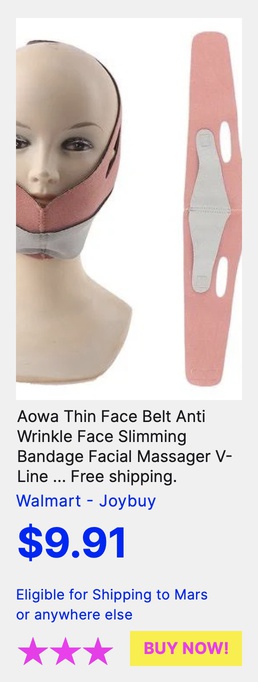 Aowa Thin Face Belt Anti
Wrinkle Face Slimming
Bandage Facial Massager V-
Line ... Free shipping.
Walmart - Joybuy
$9.91
Eligible for Shipping to Mars
or anywhere else
BUY NOW!